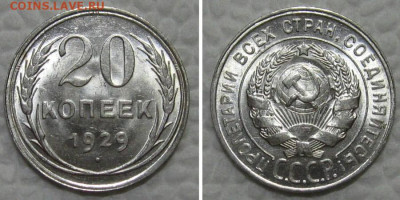 COINS.LAVE.RU
20
КОПЕЕК
1929
ПРОЛЕТАРИИ ВСЕХ СТРАН, СОЕДИНЯЙТЕСЬ!
С.С.С.Р.